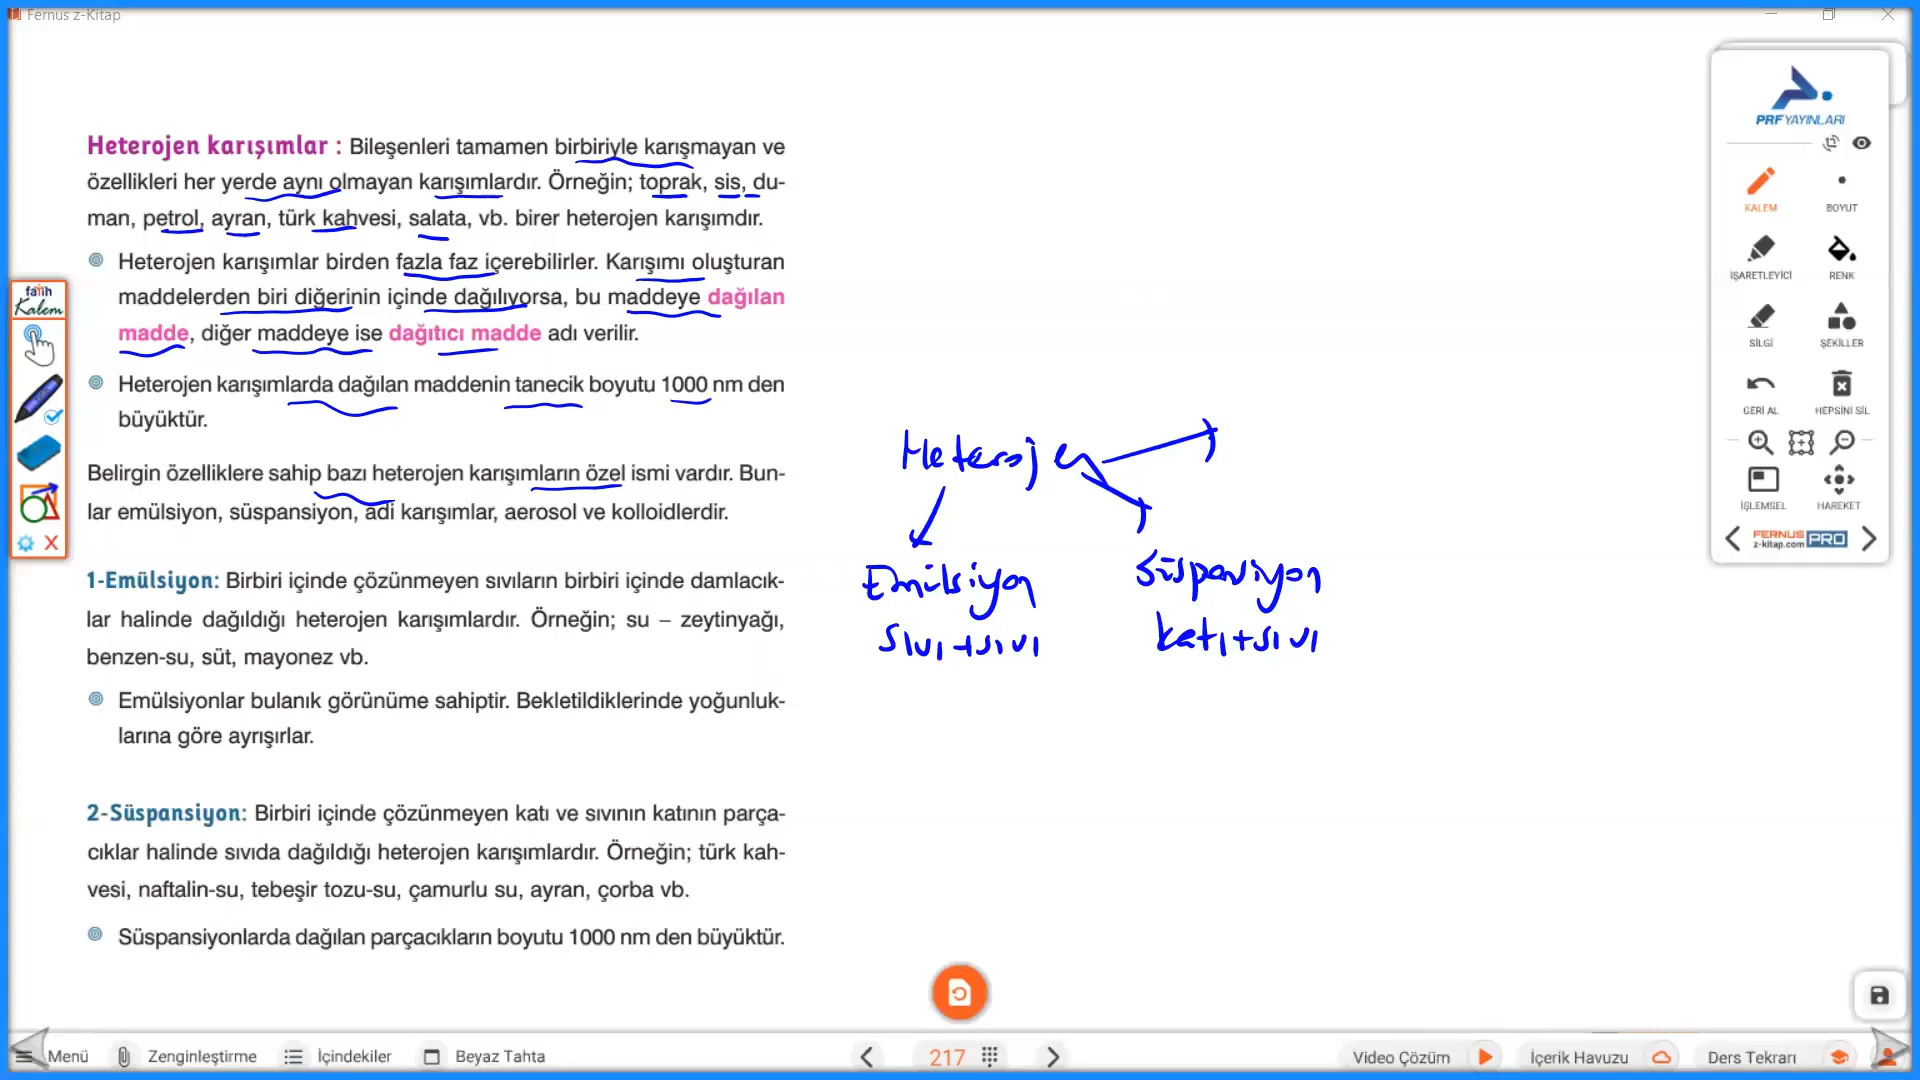 Fernus z-Kitap
Heterojen karışımlar : Bileşenleri tamamen birbiriyle karışmayan ve
özellikleri her yerde aynı olmayan karışımlardır. Örneğin; toprak, sis, du-
man, petrol, ayran, türk kahvesi, salata, vb. birer heterojen karışımdır.
Heterojen karışımlar birden fazla faz içerebilirler. Karışımı oluşturan
maddelerden biri diğerinin içinde dağılıyorsa, bu maddeye dağılan
madde, diğer maddeye ise dağıtıcı madde adı verilir.
Heterojen karışımlarda dağılan maddenin tanecik boyutu 1000 nm den
büyüktür.
Belirgin özelliklere sahip bazı heterojen karışımların özel ismi vardır. Bun-
lar emülsiyon, süspansiyon, adi karışımlar, aerosol ve kolloidlerdir.
1-Emülsiyon: Birbiri içinde çözünmeyen sıvıların birbiri içinde damlacık-
lar halinde dağıldığı heterojen karışımlardır. Örneğin; su – zeytinyağı,
benzen-su, süt, mayonez vb.
Emülsiyonlar bulanık görünüme sahiptir. Bekletildiklerinde yoğunluk-
larına göre ayrışırlar.
2-Süspansiyon: Birbiri içinde çözünmeyen katı ve sıvının katının parça-
cıklar halinde sıvıda dağıldığı heterojen karışımlardır. Örneğin; türk kah-
vesi, naftalin-su, tebeşir tozu-su, çamurlu su, ayran, çorba vb.
Süspansiyonlarda dağılan parçacıkların boyutu 1000 nm den büyüktür.
Heterojen
Emülsiyon
sıvı+sıvı
Süspansiyon
katı+sıvı
fatih
Kalem
PRF YAYINLARI
KALEM BOYUT
İŞARETLEYİCİ RENK
SİLGİ ŞEKİLLER
GERİ AL HEPSİNİ SİL
İŞLEMSEL HAREKET
FERNUS
z-kitap.com PRO
Menü Zenginleştirme İçindekiler Beyaz Tahta 217 Video Çözüm İçerik Havuzu Ders Tekrarı